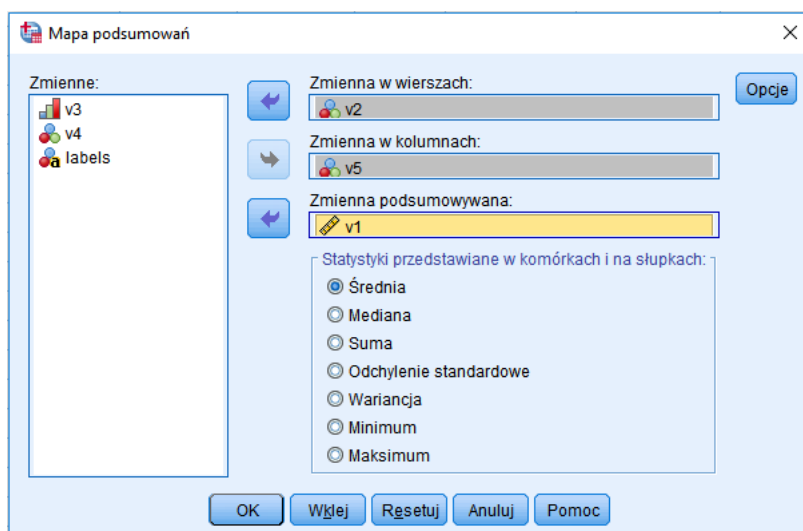 Mapa podsumowań
Zmienne:
v3
v4
labels
Zmienna w wierszach:
v2
Zmienna w kolumnach:
v5
Zmienna podsumowywana:
v1
Statystyki przedstawiane w komórkach i na słupkach:
Średnia
Mediana
Suma
Odchylenie standardowe
Wariancja
Minimum
Maksimum
Opcje
OK Wklej Resetuj Anuluj Pomoc